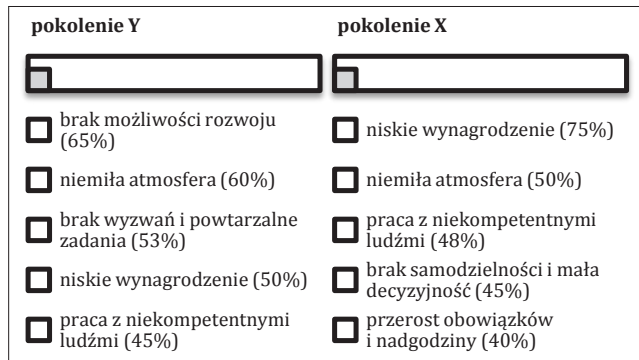 pokolenie Y
brak możliwości rozwoju
(65%)
niemiła atmosfera (60%)
brak wyzwań i powtarzalne
zadania (53%)
niskie wynagrodzenie (50%)
praca z niekompetentnymi
ludźmi (45%)
pokolenie X
niskie wynagrodzenie (75%)
niemiła atmosfera (50%)
praca z niekompetentnymi
ludźmi (48%)
brak samodzielności i mała
decyzyjność (45%)
przerost obowiązków
i nadgodziny (40%)